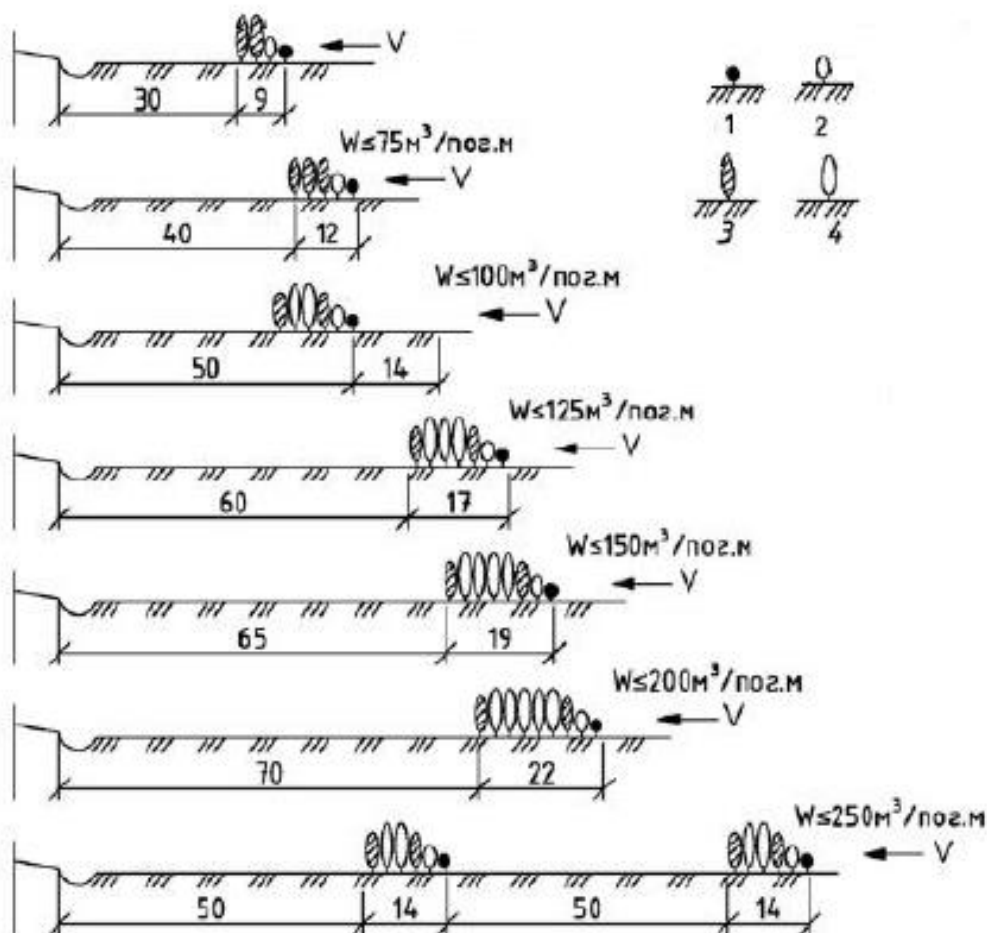 V
30 9
1 2
3 4
W≤75м³/пог.м
V
40 12
W≤100м³/пог.м
V
50 14
W≤125м³/пог.м
V
60 17
W≤150м³/пог.м
V
65 19
W≤200м³/пог.м
V
70 22
W≤250м³/пог.м
V
50 14 50 14